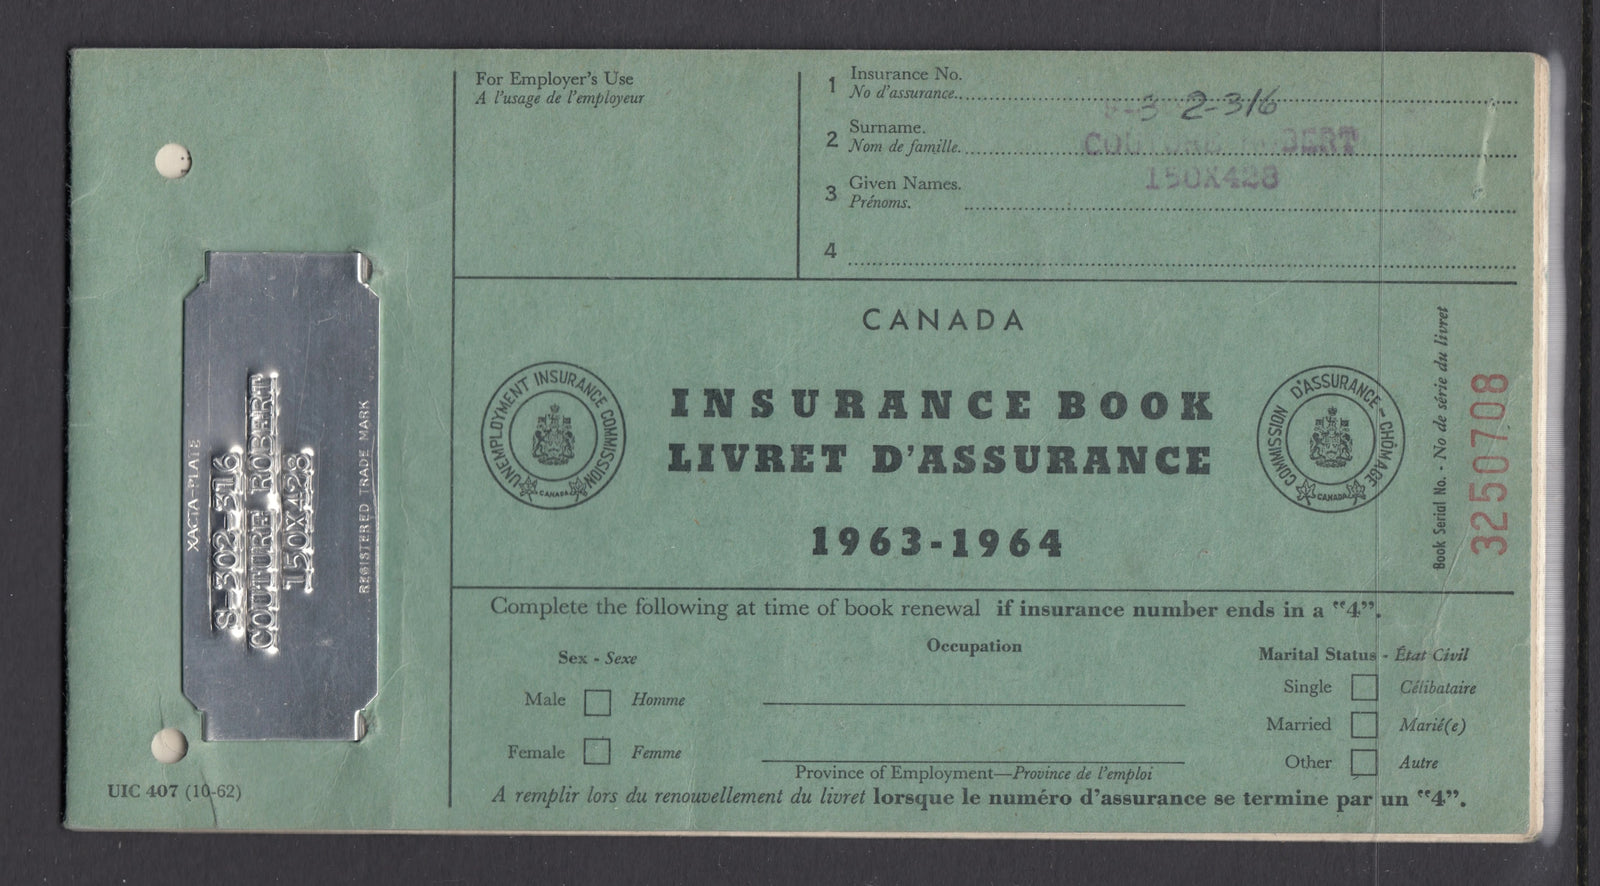 For Employer's Use
A l'usage de l'employeur
1 Insurance No.
No d'assurance.
2-316
2 Surname.
Nom de famille.
3 Given Names.
Prénoms.
150X428
4
XACTA-PLATE
S-302-316
COUTURE ROBERT
150X428
REGISTERED TRADE MARK
CANADA
UNEMPLOYMENT INSURANCE COMMISSION
CANADA
INSURANCE BOOK
LIVRET D'ASSURANCE
1963-1964
COMMISSION D'ASSURANCE-CHÔMAGE
CANADA
Book Serial No. - No de série du livret
3250708
Complete the following at time of book renewal if insurance number ends in a "4".
Sex - Sexe
Male Homme
Female Femme
Occupation
Province of Employment—Province de l'emploi
Marital Status - État Civil
Single Célibataire
Married Marié(e)
Other Autre
A remplir lors du renouvellement du livret lorsque le numéro d'assurance se termine par un "4".
UIC 407 (10-62)